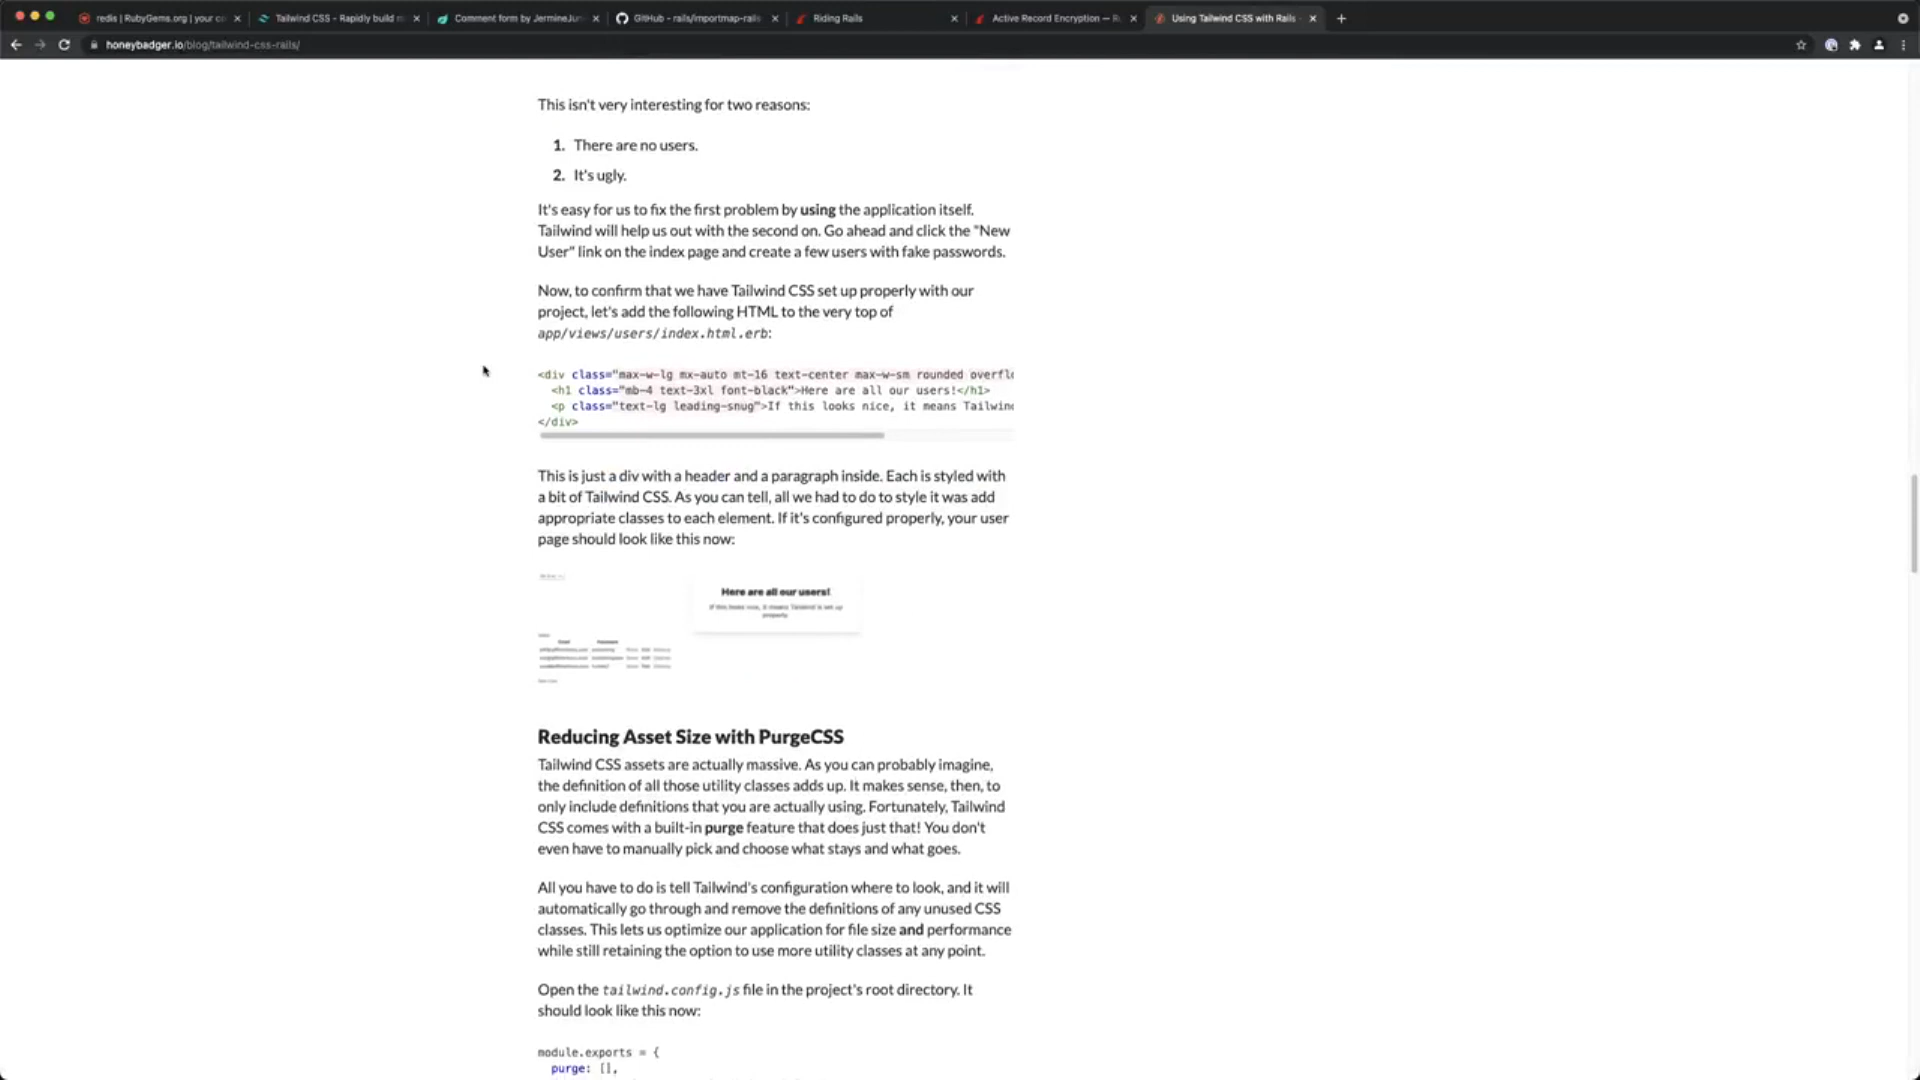 redis | RubyGems.org | your c
Tailwind CSS - Rapidly build m
Comment form by JermineJun
GitHub - rails/importmap-rails
Riding Rails
Active Record Encryption — R
Using Tailwind CSS with Rails
honeybadger.io/blog/tailwind-css-rails/
This isn't very interesting for two reasons:
1. There are no users.
2. It's ugly.
It's easy for us to fix the first problem by using the application itself.
Tailwind will help us out with the second on. Go ahead and click the "New
User" link on the index page and create a few users with fake passwords.
Now, to confirm that we have Tailwind CSS set up properly with our
project, let's add the following HTML to the very top of
app/views/users/index.html.erb:
<div class="max-w-lg mx-auto mt-16 text-center max-w-sm rounded overflo
<h1 class="mb-4 text-3xl font-black">Here are all our users!</h1>
<p class="text-lg leading-snug">If this looks nice, it means Tailwind
</div>
This is just a div with a header and a paragraph inside. Each is styled with
a bit of Tailwind CSS. As you can tell, all we had to do to style it was add
appropriate classes to each element. If it's configured properly, your user
page should look like this now:
Here are all our users!
If this looks nice, it means Tailwind is set up
properly
Reducing Asset Size with PurgeCSS
Tailwind CSS assets are actually massive. As you can probably imagine,
the definition of all those utility classes adds up. It makes sense, then, to
only include definitions that you are actually using. Fortunately, Tailwind
CSS comes with a built-in purge feature that does just that! You don't
even have to manually pick and choose what stays and what goes.
All you have to do is tell Tailwind's configuration where to look, and it will
automatically go through and remove the definitions of any unused CSS
classes. This lets us optimize our application for file size and performance
while still retaining the option to use more utility classes at any point.
Open the tailwind.config.js file in the project's root directory. It
should look like this now:
module.exports = {
purge: [],